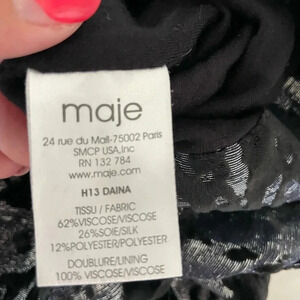 maje
24 rue du Mail-75002 Paris
SMCP USA,Inc
RN 132 784
www.maje.com
H13 DAINA
TISSU / FABRIC
62%VISCOSE/VISCOSE
26%SOIE/SILK
12%POLYESTER/POLYESTER
DOUBLURE/LINING
100% VISCOSE/VISCOSE